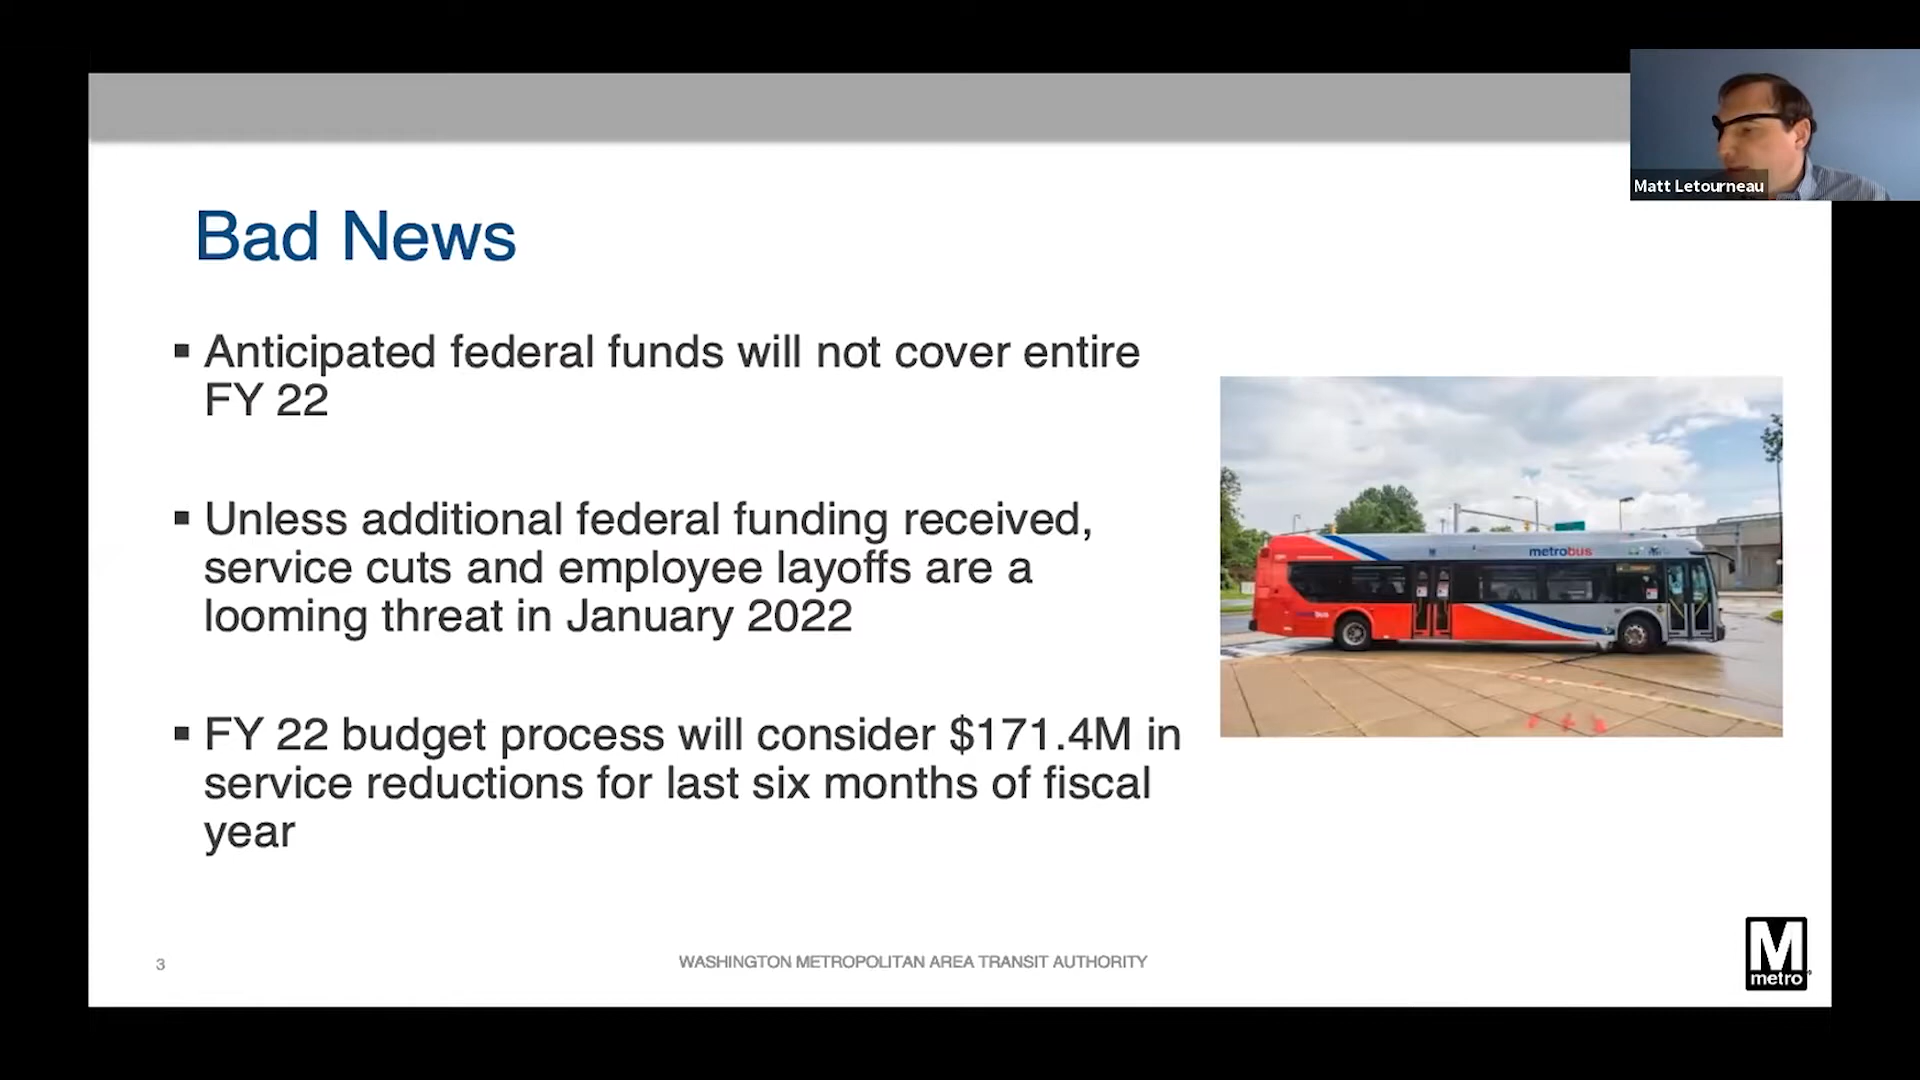 Matt Letourneau
Bad News
▪ Anticipated federal funds will not cover entire
FY 22
▪ Unless additional federal funding received,
service cuts and employee layoffs are a
looming threat in January 2022
▪ FY 22 budget process will consider $171.4M in
service reductions for last six months of fiscal
year
metrobus
bus
3
WASHINGTON METROPOLITAN AREA TRANSIT AUTHORITY
M
metro